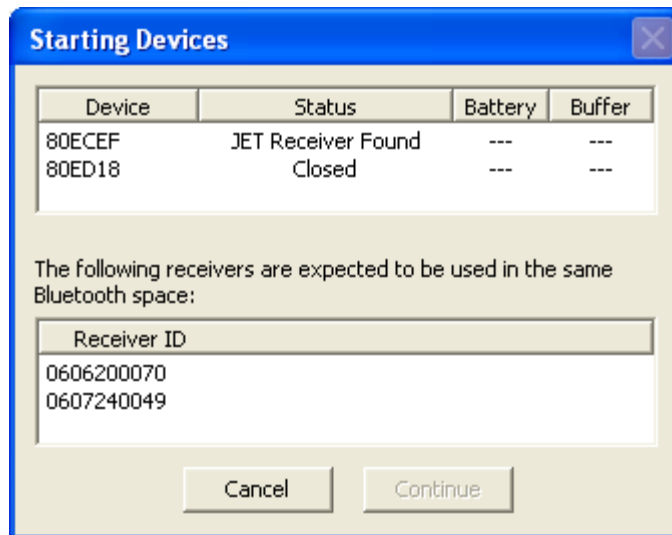 Starting Devices
Device Status Battery Buffer
80ECEF JET Receiver Found --- ---
80ED18 Closed --- ---
The following receivers are expected to be used in the same
Bluetooth space:
Receiver ID
0606200070
0607240049
Cancel Continue